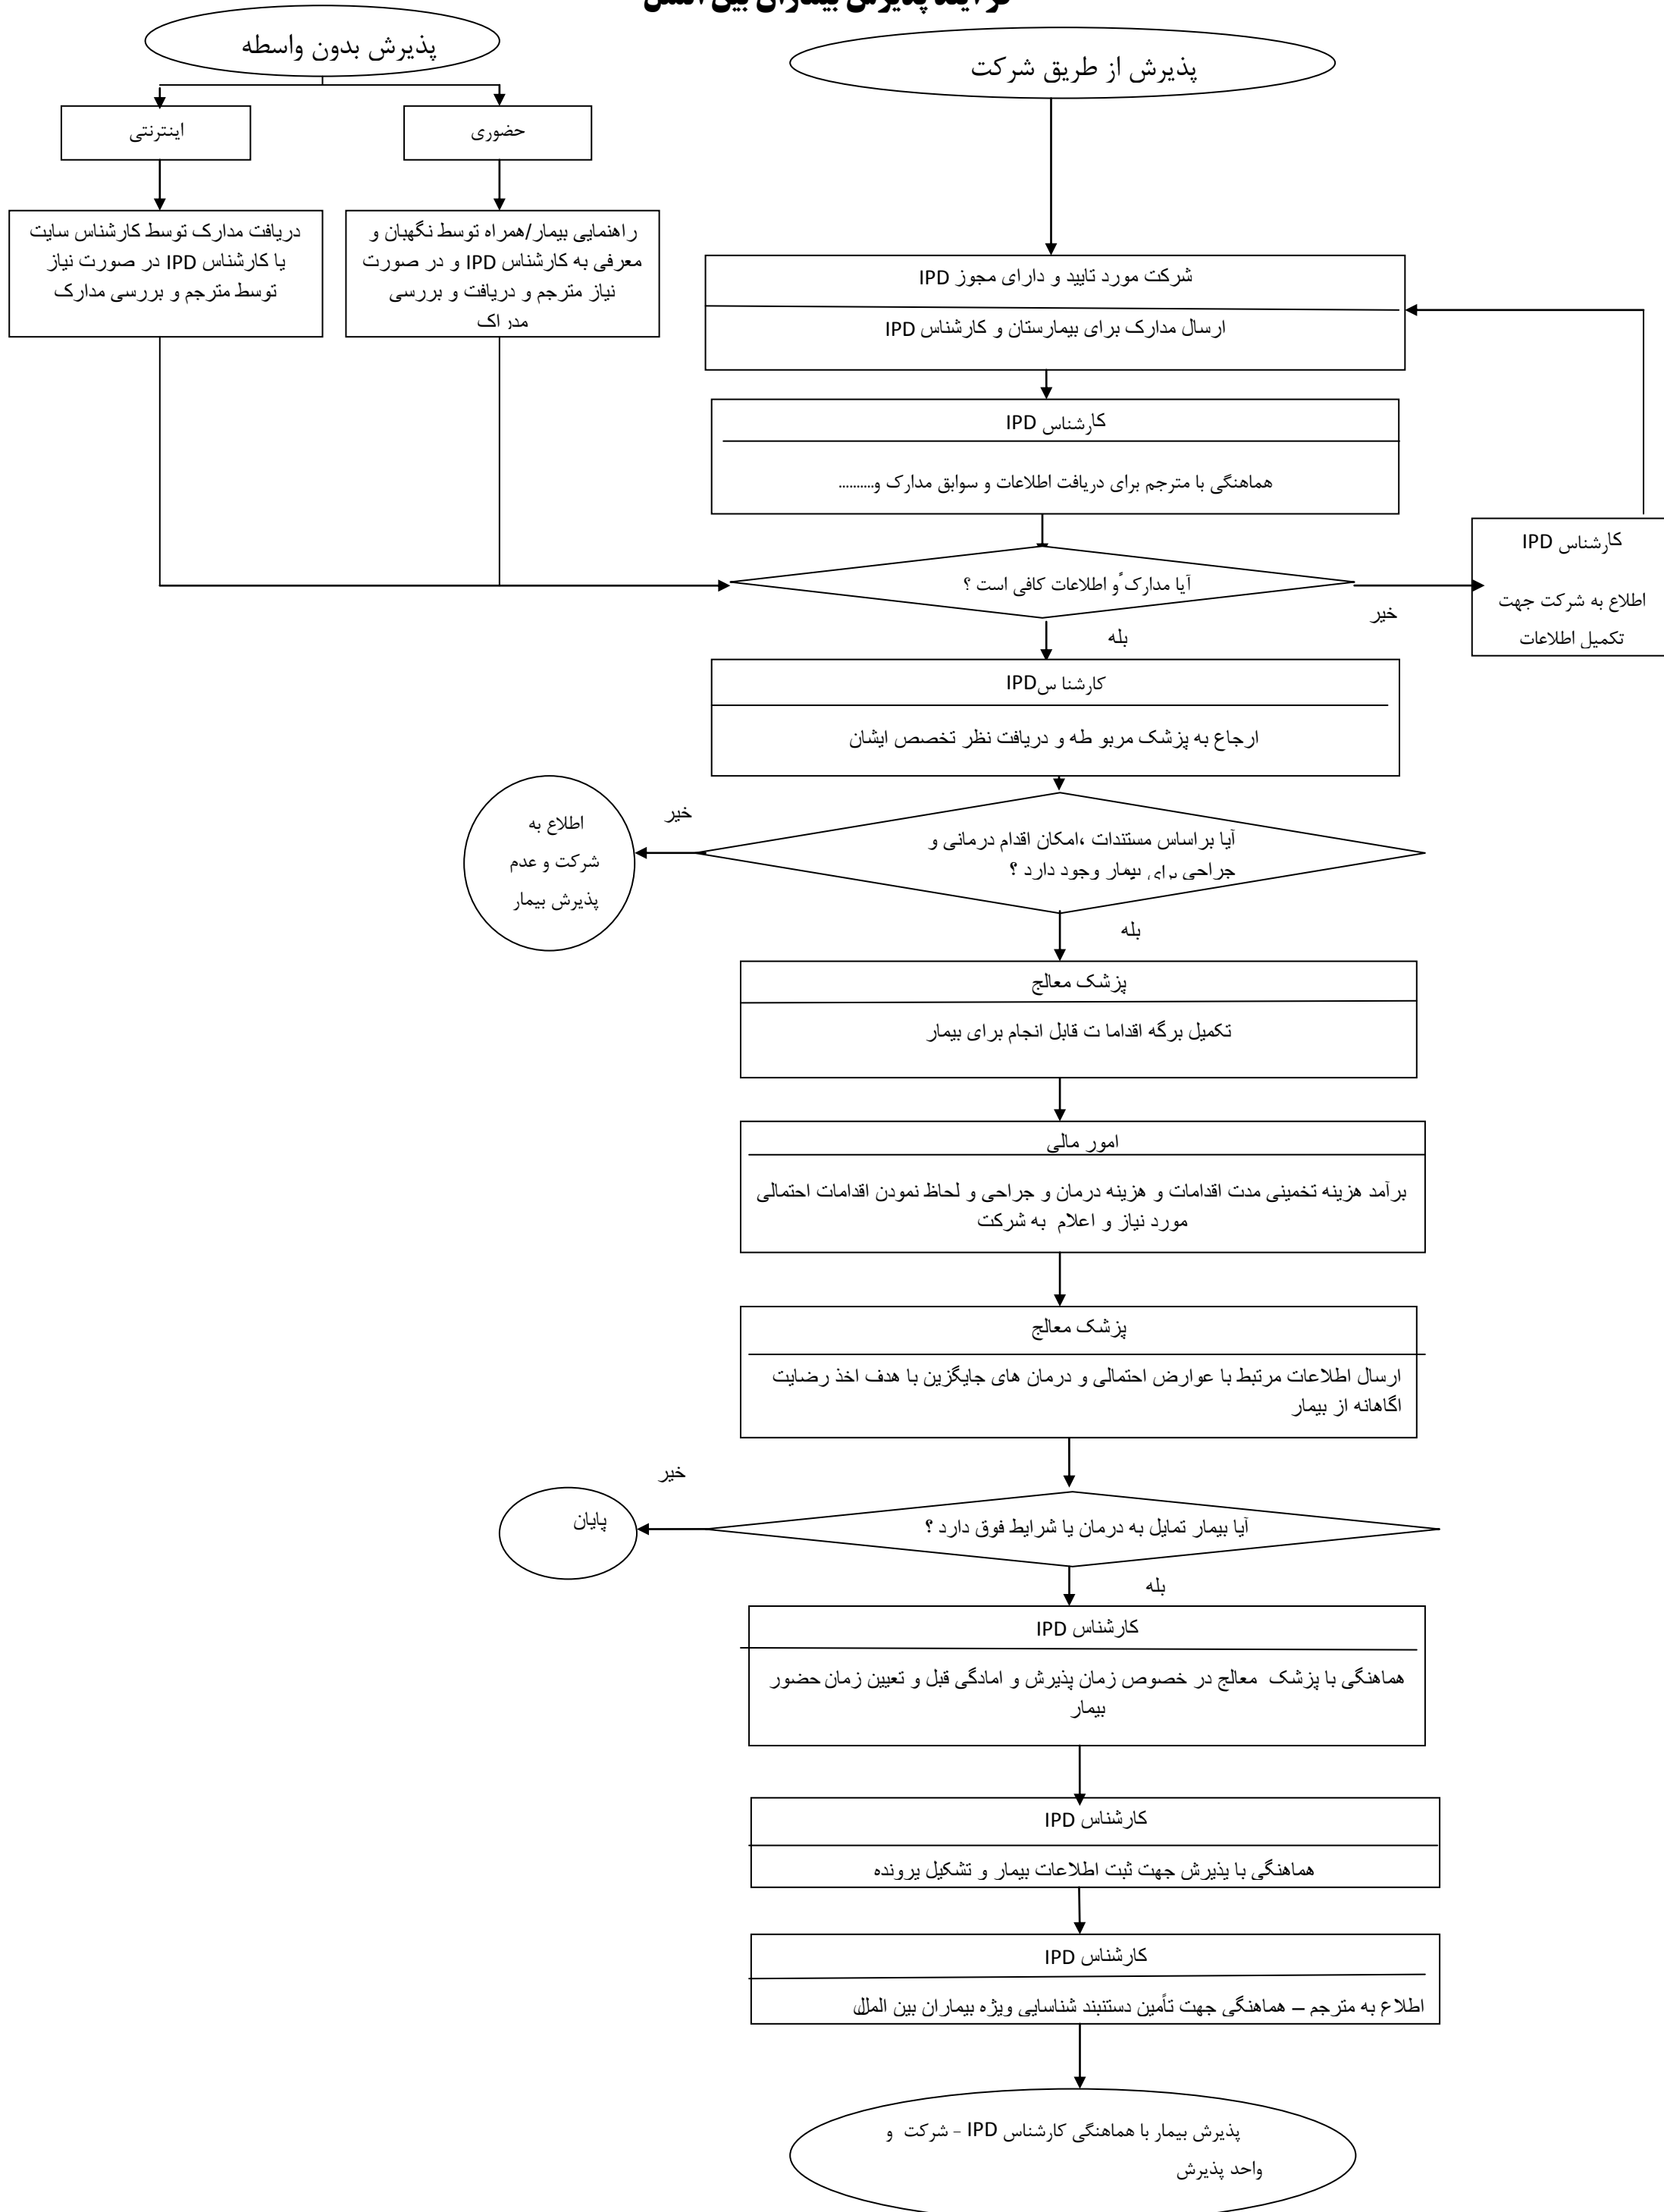 فرآیند پذیرش بیماران بین الملل
پذیرش از طریق شرکت
پذیرش بدون واسطه
حضوری
اینترنتی
راهنمایی بیمار/همراه توسط نگهبان و
معرفی به کارشناس IPD و در صورت
نیاز مترجم و دریافت و بررسی
مدراک
دریافت مدارک توسط کارشناس سایت
یا کارشناس IPD در صورت نیاز
توسط مترجم و بررسی مدارک
شرکت مورد تایید و دارای مجوز IPD
ارسال مدارک برای بیمارستان و کارشناس IPD
کارشناس IPD
هماهنگی با مترجم برای دریافت اطلاعات و سوابق مدارک و..........
آیا مدارک ًو اطلاعات کافی است ؟
خیر
کارشناس IPD
اطلاع به شرکت جهت
تکمیل اطلاعات
بله
کارشنا سIPD
ارجاع به پزشک مربو طه و دریافت نظر تخصص ایشان
آیا براساس مستندات ،امکان اقدام درمانی و
جراحی برای بیمار وجود دارد ؟
خیر
اطلاع به
شرکت و عدم
پذیرش بیمار
بله
پزشک معالج
تکمیل برگه اقداما ت قابل انجام برای بیمار
امور مالی
برآمد هزینه تخمینی مدت اقدامات و هزینه درمان و جراحی و لحاظ نمودن اقدامات احتمالی
مورد نیاز و اعلام به شرکت
پزشک معالج
ارسال اطلاعات مرتبط با عوارض احتمالی و درمان های جایگزین با هدف اخذ رضایت
اگاهانه از بیمار
آیا بیمار تمایل به درمان یا شرایط فوق دارد ؟
خیر
پایان
بله
کارشناس IPD
هماهنگی با پزشک معالج در خصوص زمان پذیرش و امادگی قبل و تعیین زمان حضور
بیمار
کارشناس IPD
هماهنگی با پذیرش جهت ثبت اطلاعات بیمار و تشکیل پرونده
کارشناس IPD
اطلاع به مترجم – هماهنگی جهت تأمین دستنبند شناسایی ویژه بیماران بین الملل
پذیرش بیمار با هماهنگی کارشناس IPD - شرکت و
واحد پذیرش